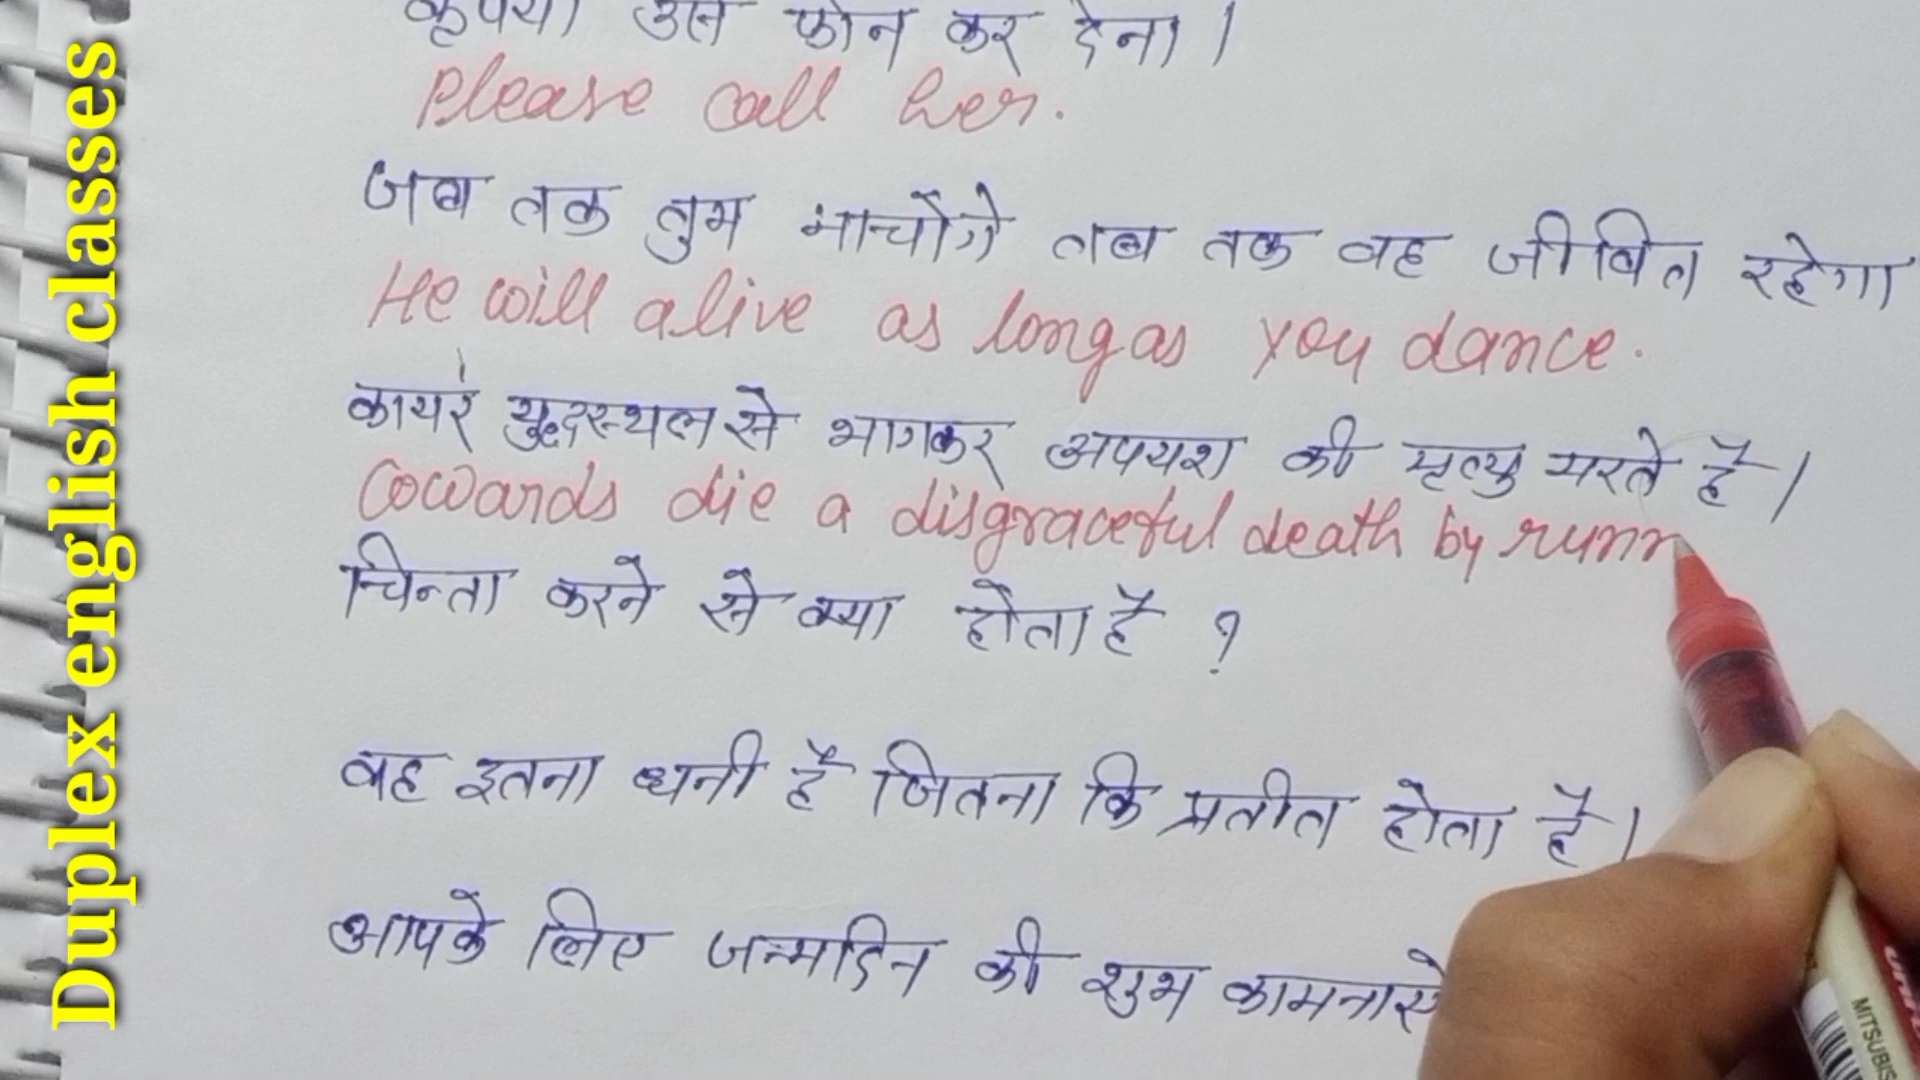 Duplex english classes
कृपया उसे फोन कर देना ।
Please call her.
जब तक तुम नाचोगे तब तक वह जीवित रहेगा
He will alive as long as you dance.
कायर युद्धस्थल से भागकर अपयश की मृत्यु मरते है ।
Cowards die a disgraceful death by runn
चिन्ता करने से क्या होता है ?
वह इतना धनी है जितना कि प्रतीत होता है ।
आपके लिए जन्मदिन की शुभ कामनाऐ
uni
MITSUBIS